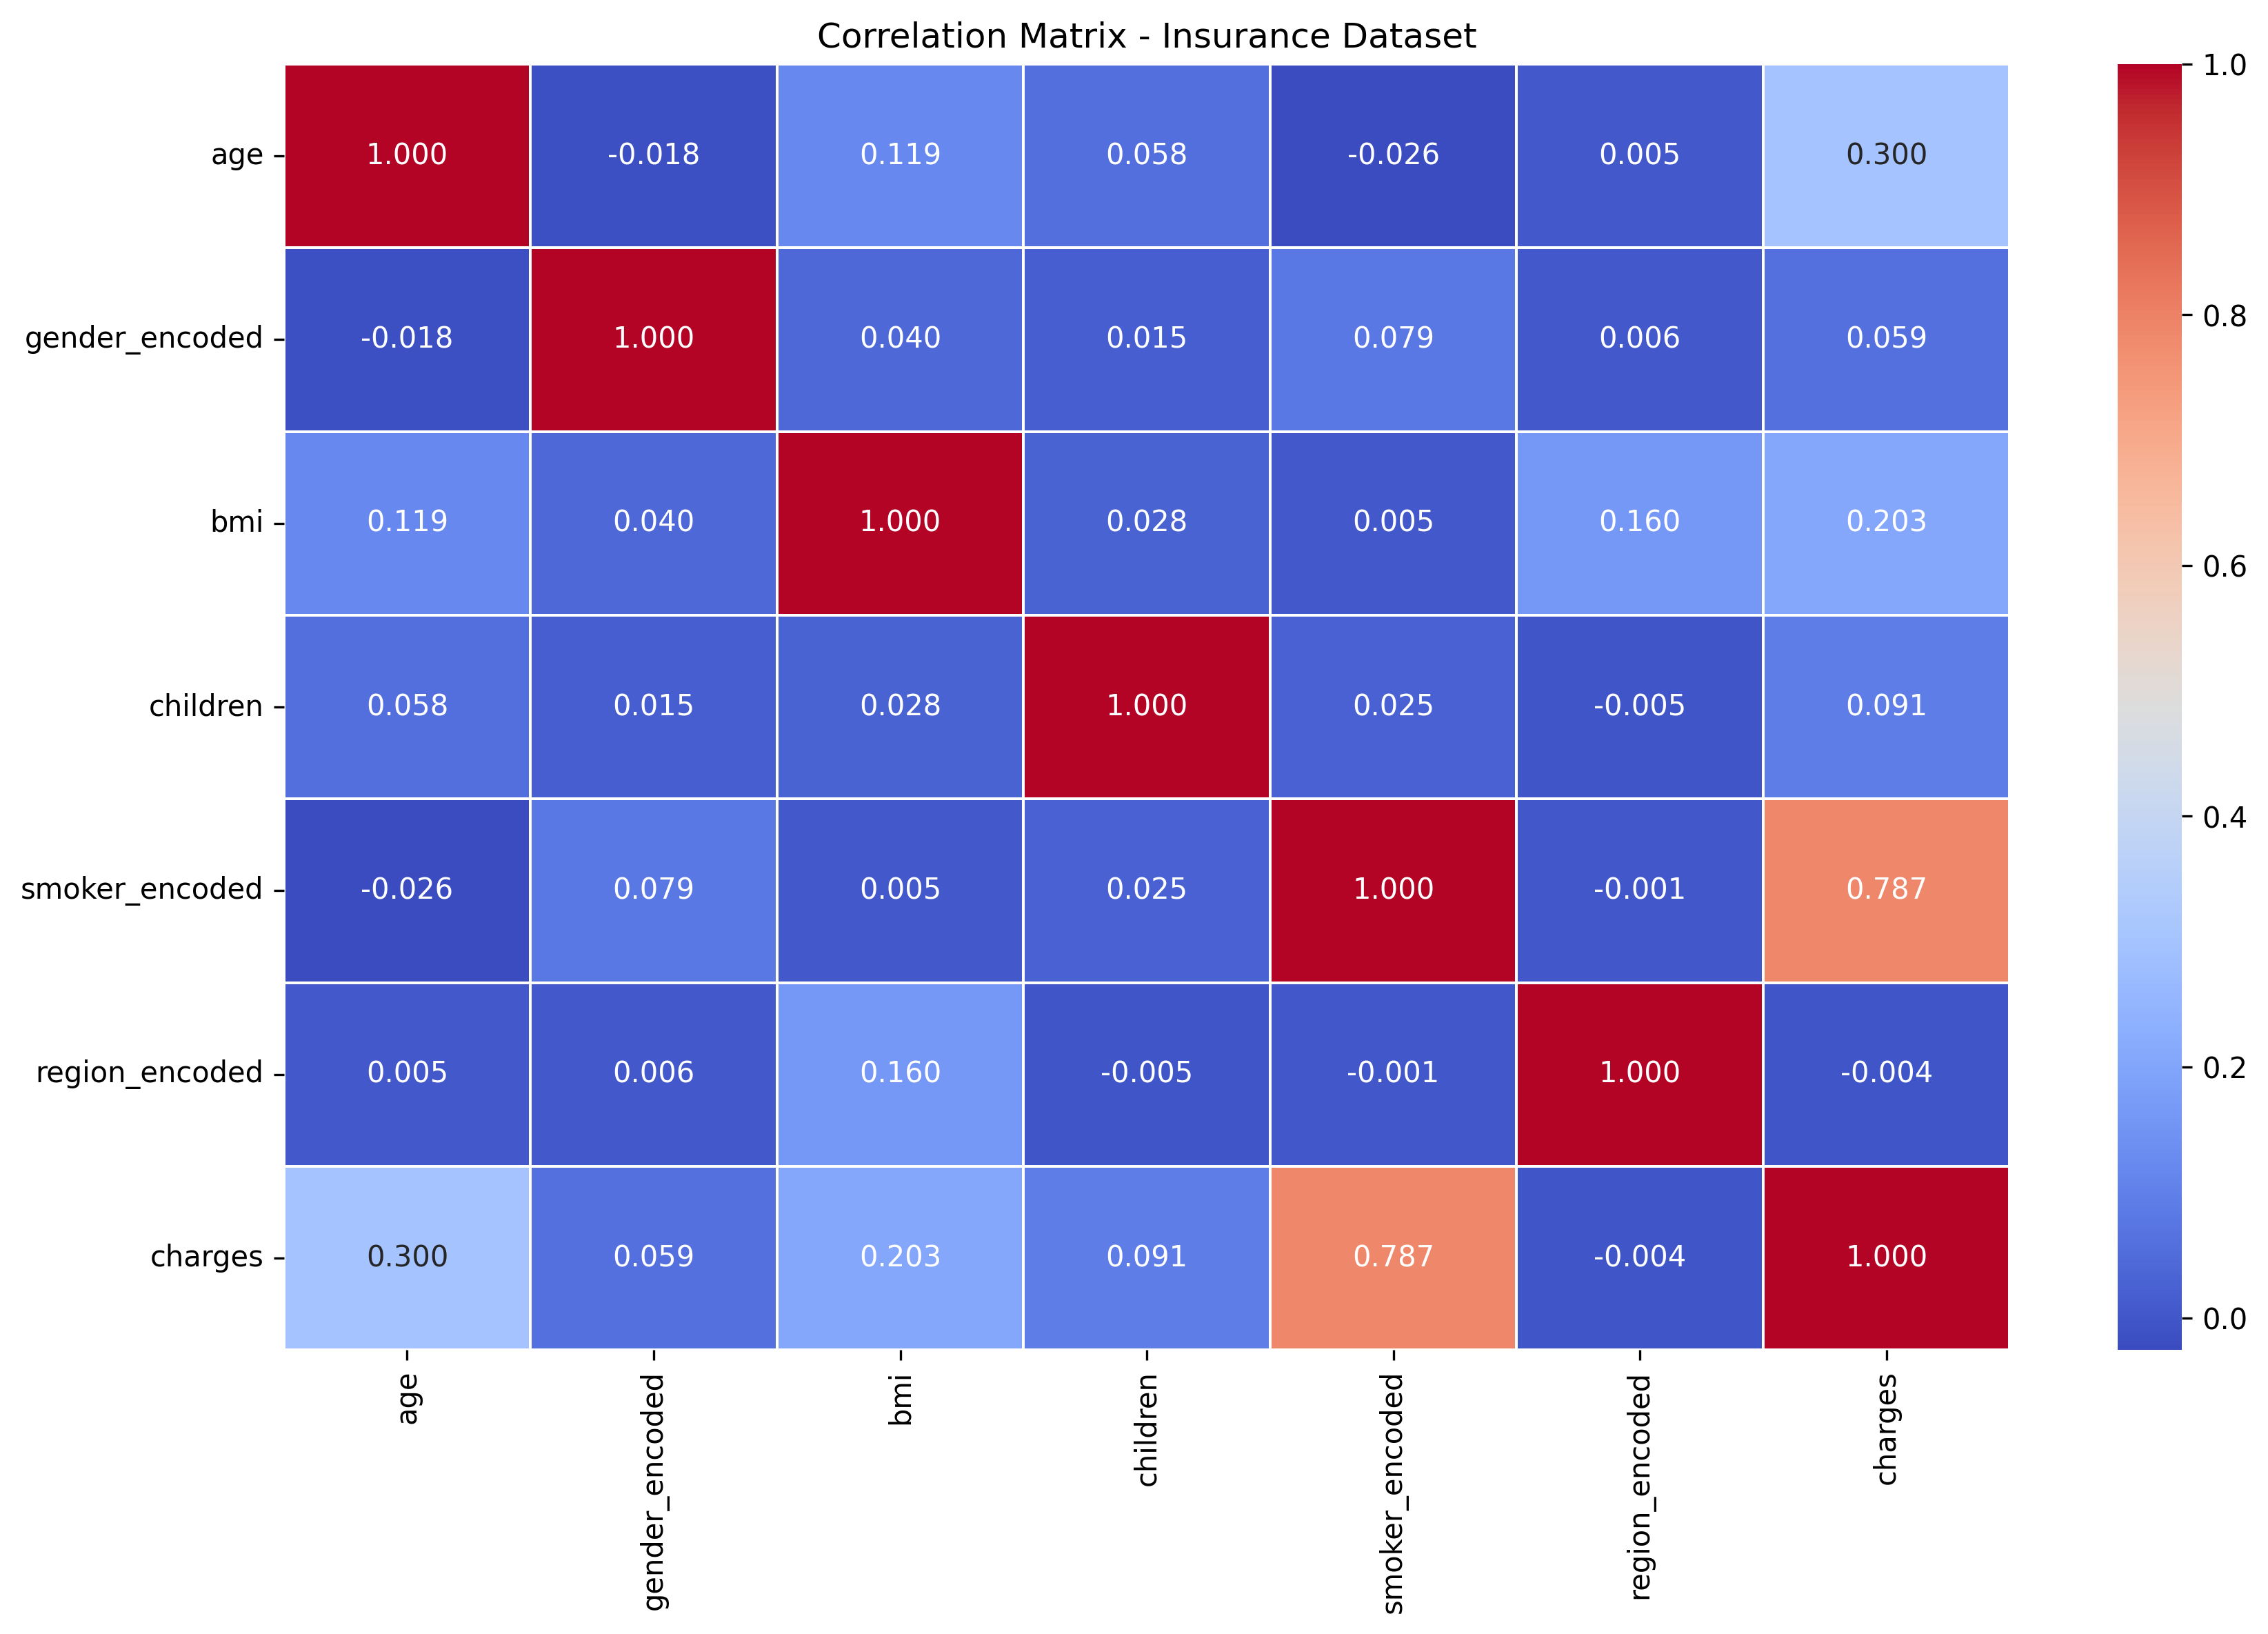 Correlation Matrix - Insurance Dataset
age 1.000 -0.018 0.119 0.058 -0.026 0.005 0.300
gender_encoded -0.018 1.000 0.040 0.015 0.079 0.006 0.059
bmi 0.119 0.040 1.000 0.028 0.005 0.160 0.203
children 0.058 0.015 0.028 1.000 0.025 -0.005 0.091
smoker_encoded -0.026 0.079 0.005 0.025 1.000 -0.001 0.787
region_encoded 0.005 0.006 0.160 -0.005 -0.001 1.000 -0.004
charges 0.300 0.059 0.203 0.091 0.787 -0.004 1.000
age
gender_encoded
bmi
children
smoker_encoded
region_encoded
charges
1.0
0.8
0.6
0.4
0.2
0.0